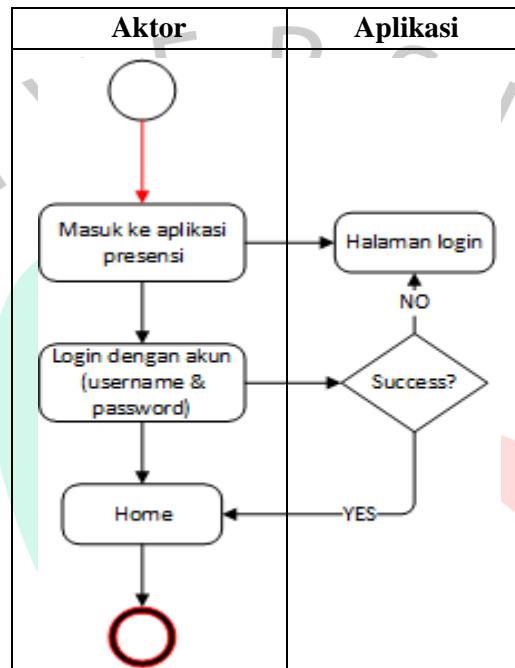 Aktor
Aplikasi
Masuk ke aplikasi
presensi
Halaman login
NO
Login dengan akun
(username &
password)
Success?
Home
YES